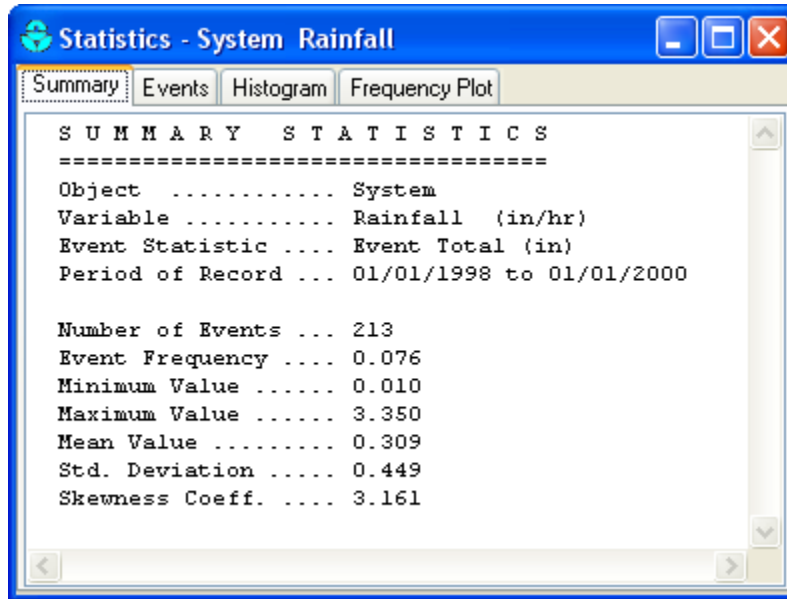 Statistics - System Rainfall
Summary Events Histogram Frequency Plot
S U M M A R Y   S T A T I S T I C S
======================================
Object ............ System
Variable ........... Rainfall (in/hr)
Event Statistic .... Event Total (in)
Period of Record ... 01/01/1998 to 01/01/2000
Number of Events ... 213
Event Frequency .... 0.076
Minimum Value ...... 0.010
Maximum Value ...... 3.350
Mean Value ......... 0.309
Std. Deviation ..... 0.449
Skewness Coeff. .... 3.161